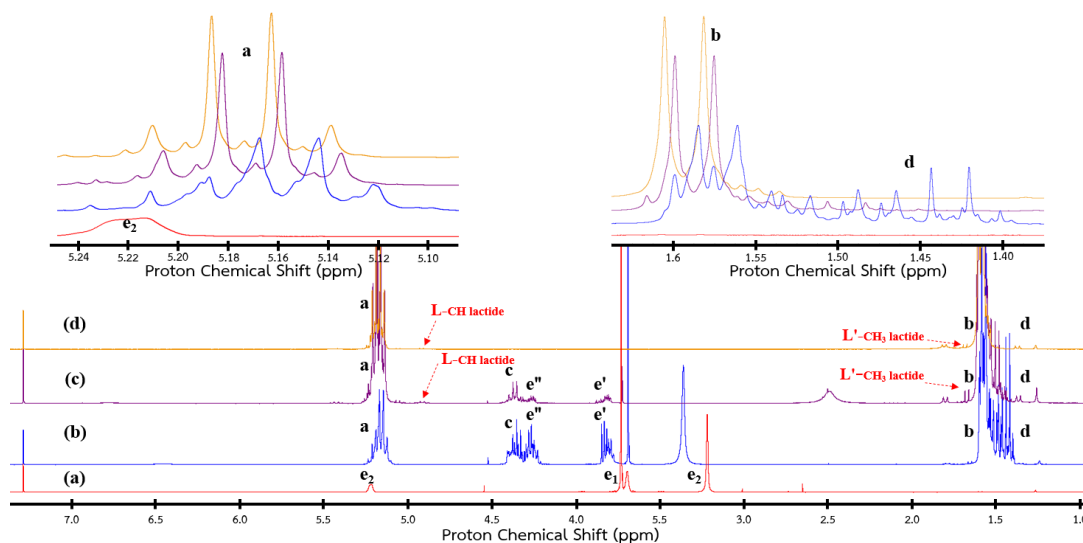 a
e₂
5.24 5.22 5.20 5.18 5.16 5.14 5.12 5.10
Proton Chemical Shift (ppm)
b
d
1.6 1.55 1.50 1.45 1.40
Proton Chemical Shift (ppm)
(d)
a
L-CH lactide
L'-CH₃ lactide
b
d
(c)
a
L-CH lactide
c
e"
e'
L'-CH₃ lactide
b
d
(b)
a
c
e"
e'
b
d
(a)
e₂
e₁
e₂
7.0 6.5 6.0 5.5 5.0 4.5 4.0 3.5 3.0 2.5 2.0 1.5 1.0
Proton Chemical Shift (ppm)